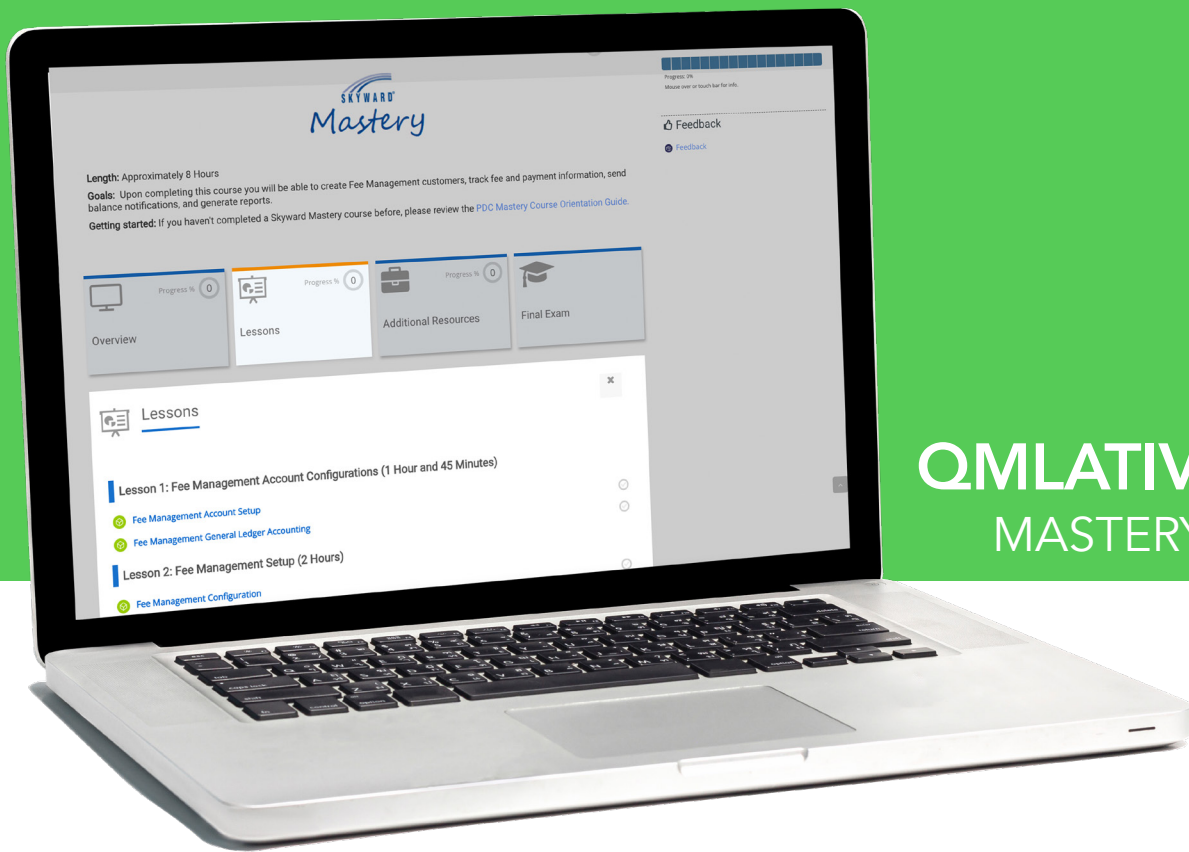 SKYWARD
Mastery
Length: Approximately 8 Hours
Goals: Upon completing this course you will be able to create Fee Management customers, track fee and payment information, send
balance notifications, and generate reports.
Getting started: If you haven't completed a Skyward Mastery course before, please review the PDC Mastery Course Orientation Guide.
Progress: 0%
Mouse over or touch bar for info.
Feedback
Feedback
Progress % 0
Overview
Progress % 0
Lessons
Progress % 0
Additional Resources
Final Exam
Lessons
Lesson 1: Fee Management Account Configurations (1 Hour and 45 Minutes)
Fee Management Account Setup
Fee Management General Ledger Accounting
Lesson 2: Fee Management Setup (2 Hours)
Fee Management Configuration
QMLATIV
MASTERY
option